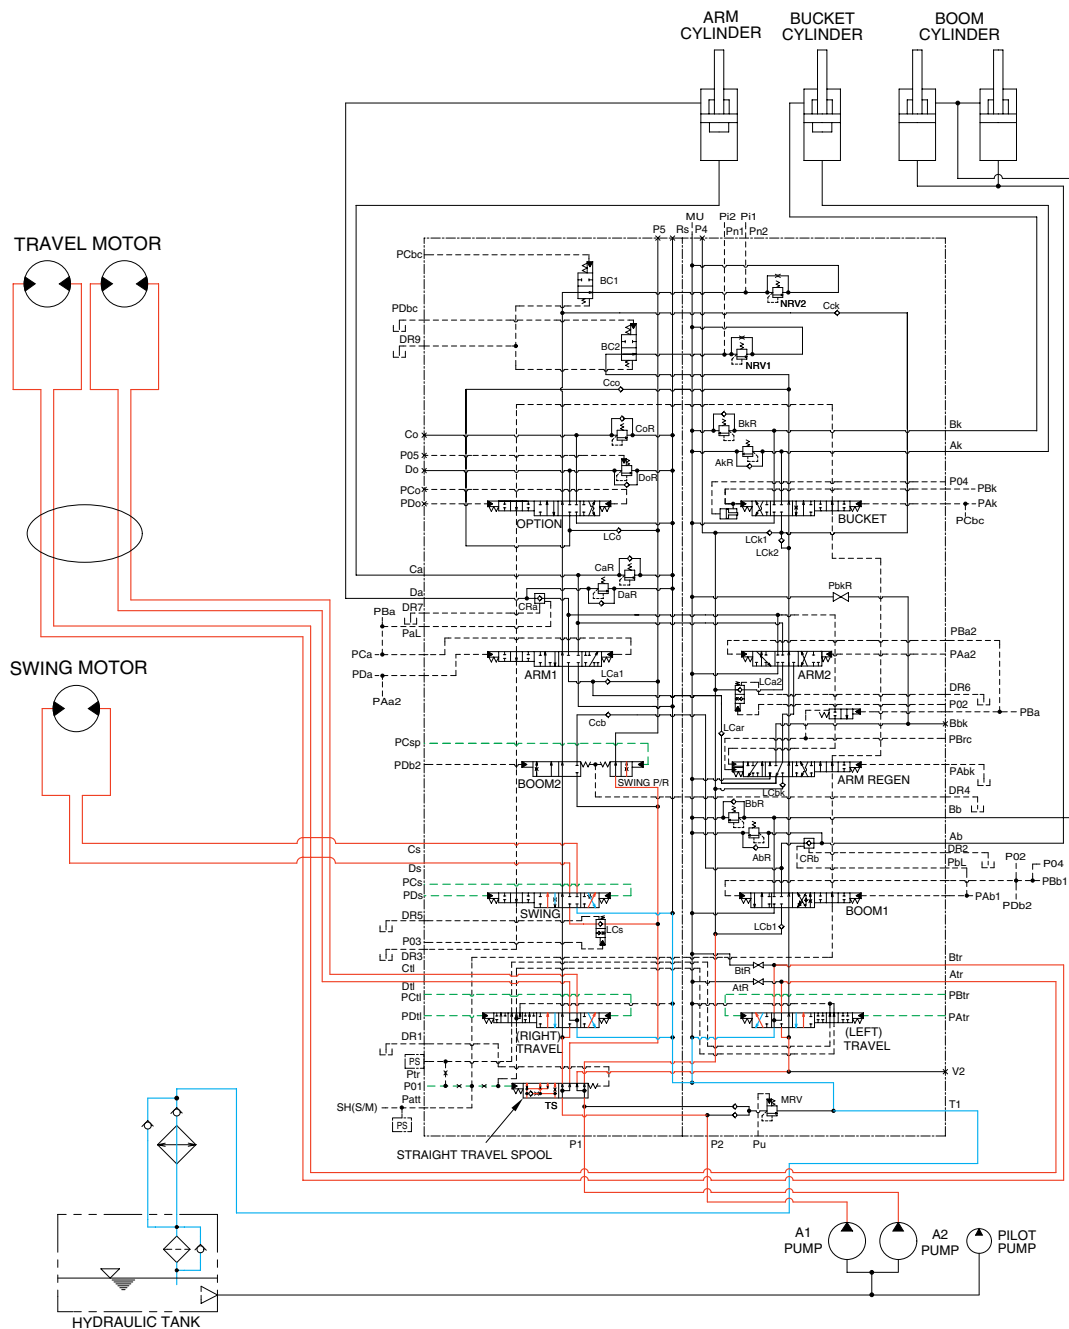 ARM
CYLINDER
BUCKET
CYLINDER
BOOM
CYLINDER
TRAVEL MOTOR
SWING MOTOR
P5
Rs
MU
P4
Pi2
Pn1
Pi1
Pn2
PCbc
BC1
NRV2
Cck
PDbc
DR9
BC2
NRV1
Cco
Co
CoR
BkR
Bk
P05
Do
DoR
AkR
Ak
PCo
PDo
OPTION
LCo
P04
PBk
PAk
PCbc
BUCKET
LCk1
LCk2
Ca
CaR
Da
DaR
CRa
PBa
DR7
PaL
PCa
PDa
PAa2
ARM1
LCa1
Ccb
PbkR
PBa2
PAa2
ARM2
LCa2
LCar
DR6
P02
PBa
Bbk
PBrc
PCsp
PDb2
BOOM2
SWING P/R
ARM REGEN
LCbk
PAbk
DR4
BbR
Bb
AbR
CRb
Ab
DR2
PbL
P02
P04
PBb1
PAb1
PDb2
Cs
Ds
PCs
PDs
SWING
BOOM1
DR5
LCs
LCb1
P03
DR3
Ctl
BtR
Btr
AtR
Atr
Dtl
PCtl
PBtr
PDtl
PAtr
(RIGHT)
TRAVEL
(LEFT)
TRAVEL
DR1
PS
Ptr
P01
Patt
V2
TS
MRV
T1
SH(S/M)
PS
P1
P2
Pu
STRAIGHT TRAVEL SPOOL
A1
PUMP
A2
PUMP
PILOT
PUMP
HYDRAULIC TANK